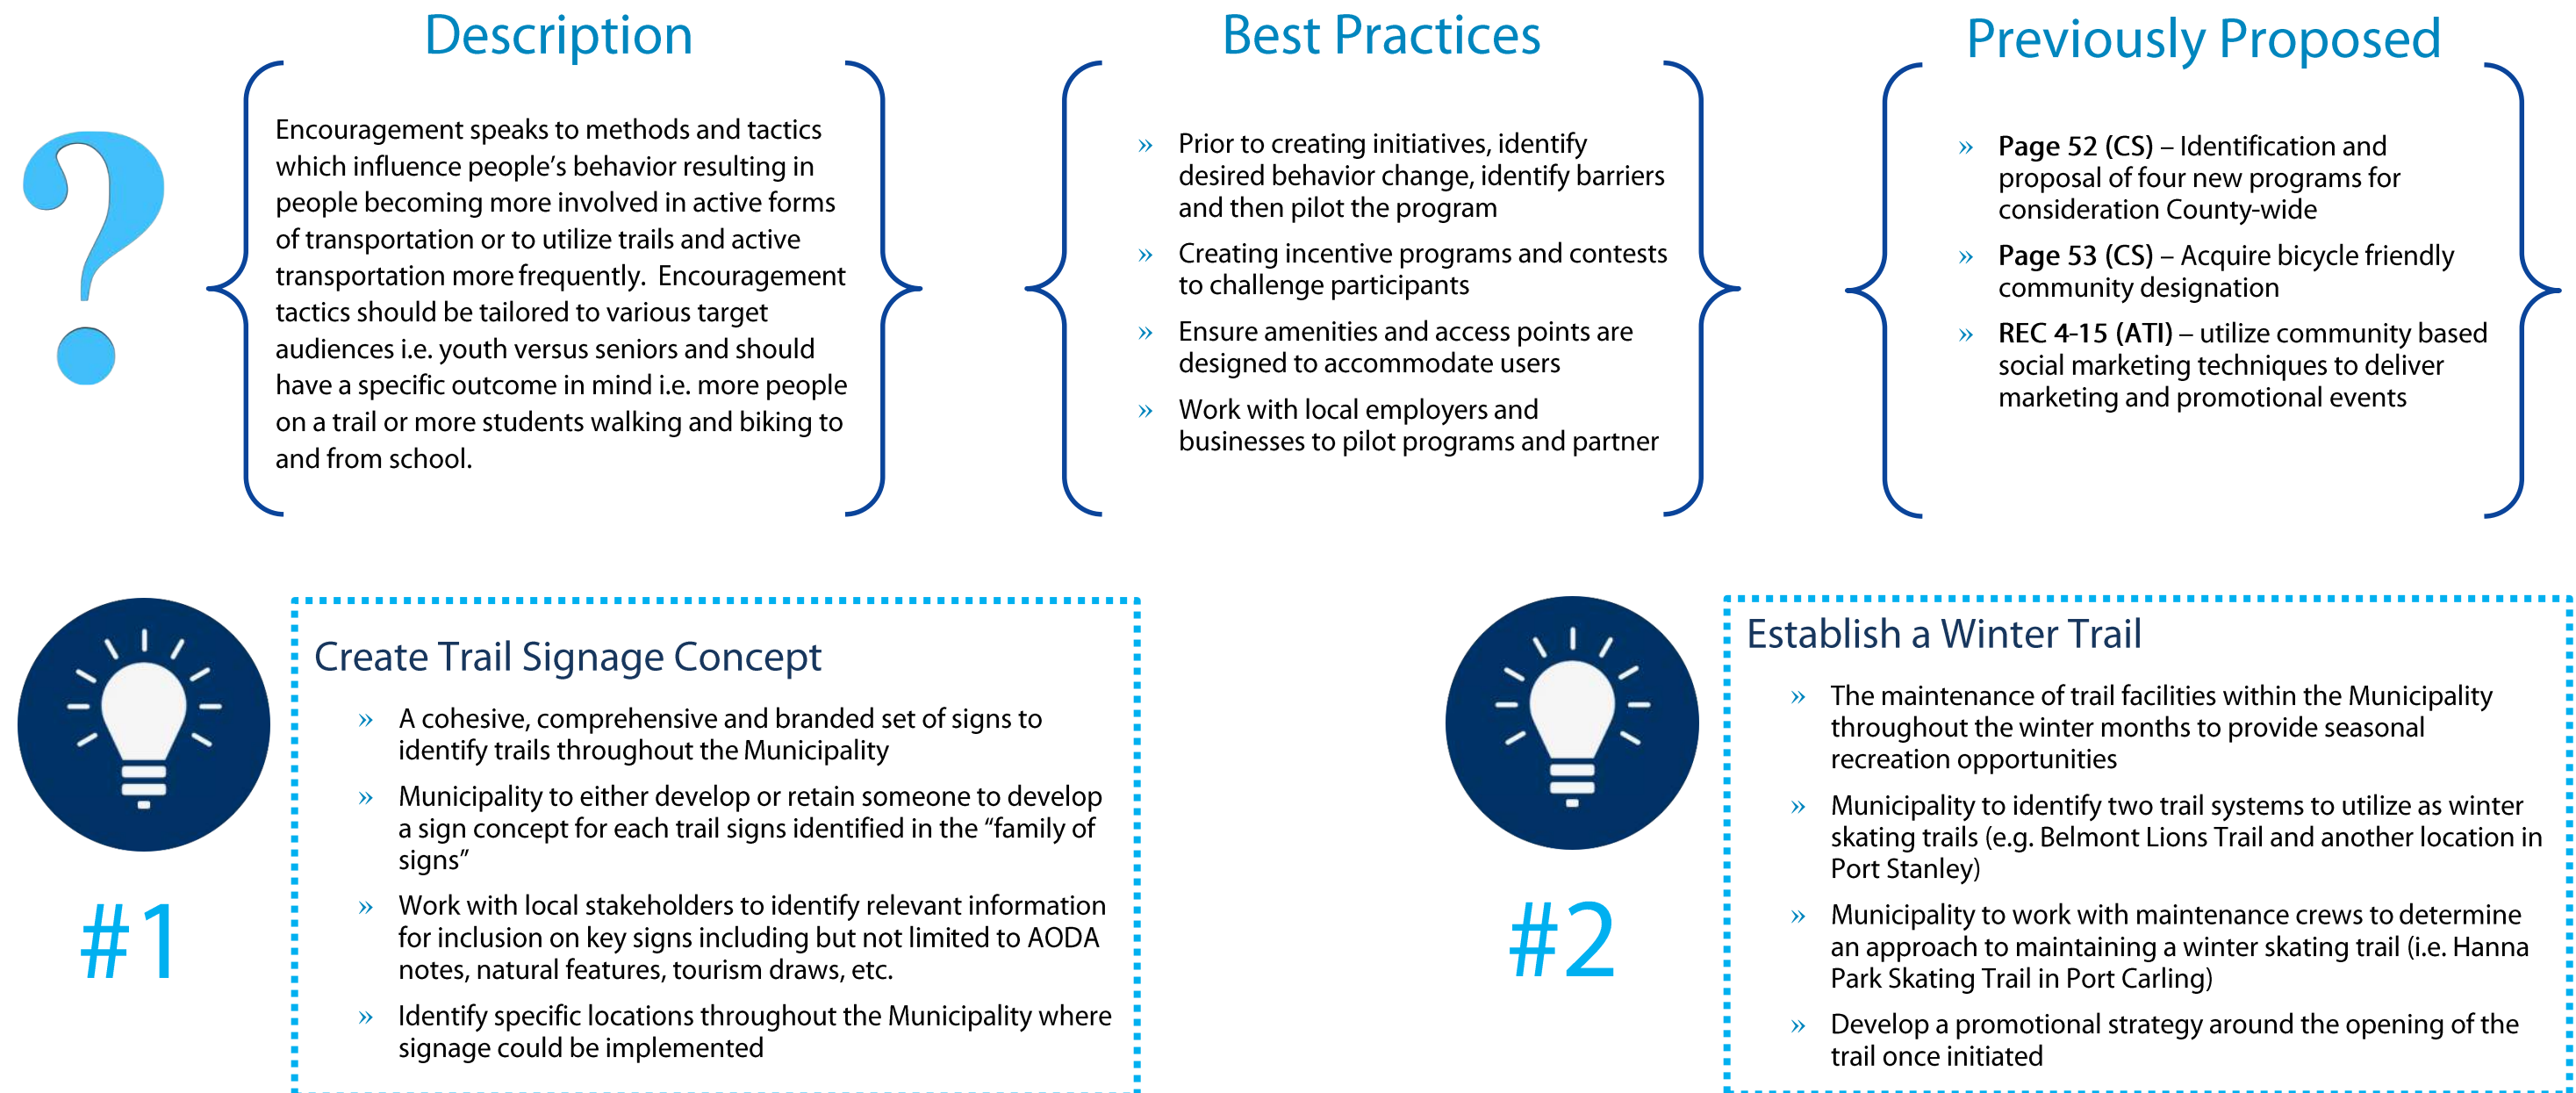 Description
Encouragement speaks to methods and tactics
which influence people's behavior resulting in
people becoming more involved in active forms
of transportation or to utilize trails and active
transportation more frequently.  Encouragement
tactics should be tailored to various target
audiences i.e. youth versus seniors and should
have a specific outcome in mind i.e. more people
on a trail or more students walking and biking to
and from school.
Best Practices
» Prior to creating initiatives, identify
desired behavior change, identify barriers
and then pilot the program
» Creating incentive programs and contests
to challenge participants
» Ensure amenities and access points are
designed to accommodate users
» Work with local employers and
businesses to pilot programs and partner
Previously Proposed
» Page 52 (CS) – Identification and
proposal of four new programs for
consideration County-wide
» Page 53 (CS) – Acquire bicycle friendly
community designation
» REC 4-15 (ATI) – utilize community based
social marketing techniques to deliver
marketing and promotional events
?
#1
Create Trail Signage Concept
» A cohesive, comprehensive and branded set of signs to
identify trails throughout the Municipality
» Municipality to either develop or retain someone to develop
a sign concept for each trail signs identified in the “family of
signs”
» Work with local stakeholders to identify relevant information
for inclusion on key signs including but not limited to AODA
notes, natural features, tourism draws, etc.
» Identify specific locations throughout the Municipality where
signage could be implemented
#2
Establish a Winter Trail
» The maintenance of trail facilities within the Municipality
throughout the winter months to provide seasonal
recreation opportunities
» Municipality to identify two trail systems to utilize as winter
skating trails (e.g. Belmont Lions Trail and another location in
Port Stanley)
» Municipality to work with maintenance crews to determine
an approach to maintaining a winter skating trail (i.e. Hanna
Park Skating Trail in Port Carling)
» Develop a promotional strategy around the opening of the
trail once initiated